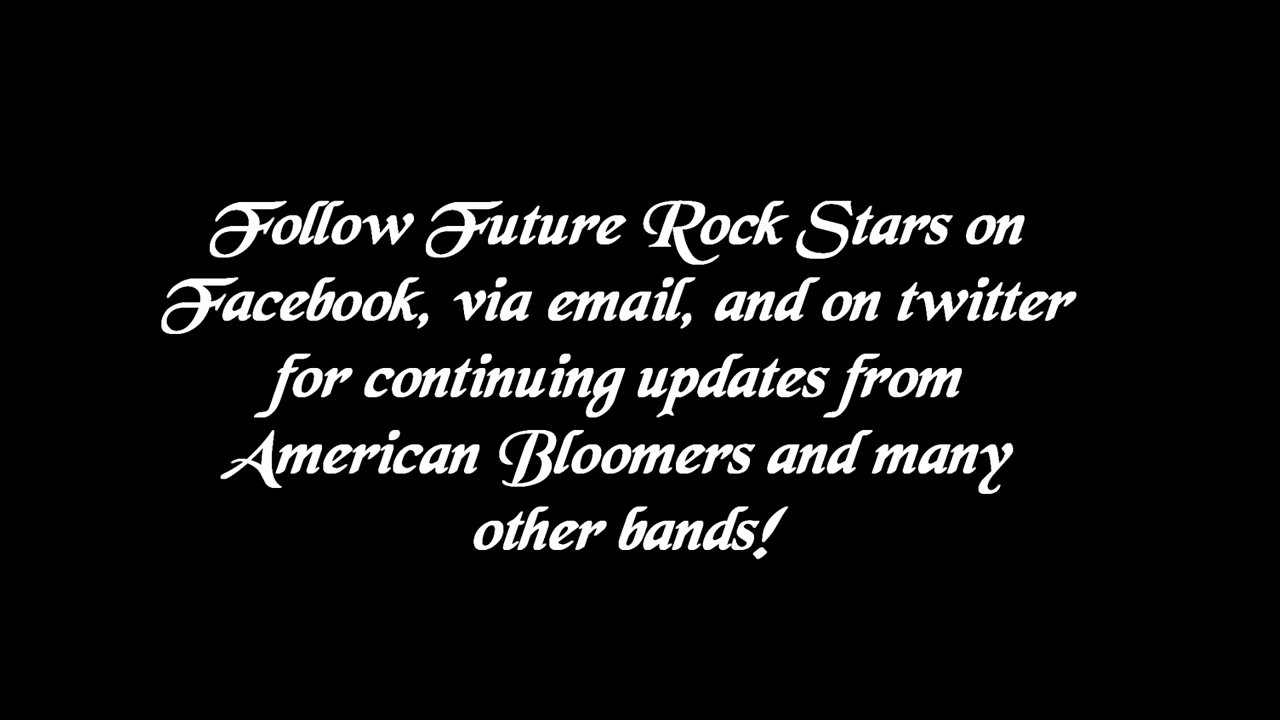 Follow Future Rock Stars on
Facebook, via email, and on twitter
for continuing updates from
American Bloomers and many
other bands!